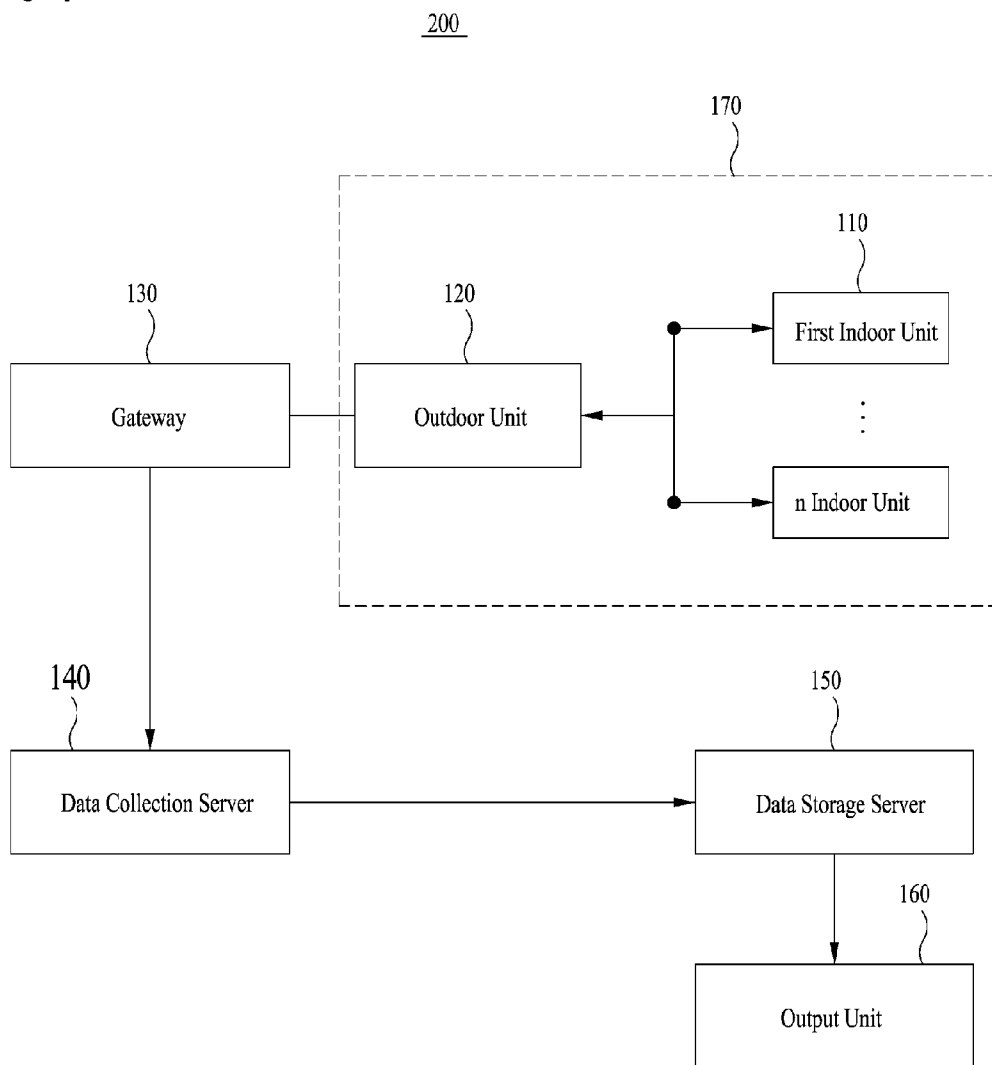 200
170
110
130
120
First Indoor Unit
Gateway
Outdoor Unit
n Indoor Unit
140
150
Data Collection Server
Data Storage Server
160
Output Unit